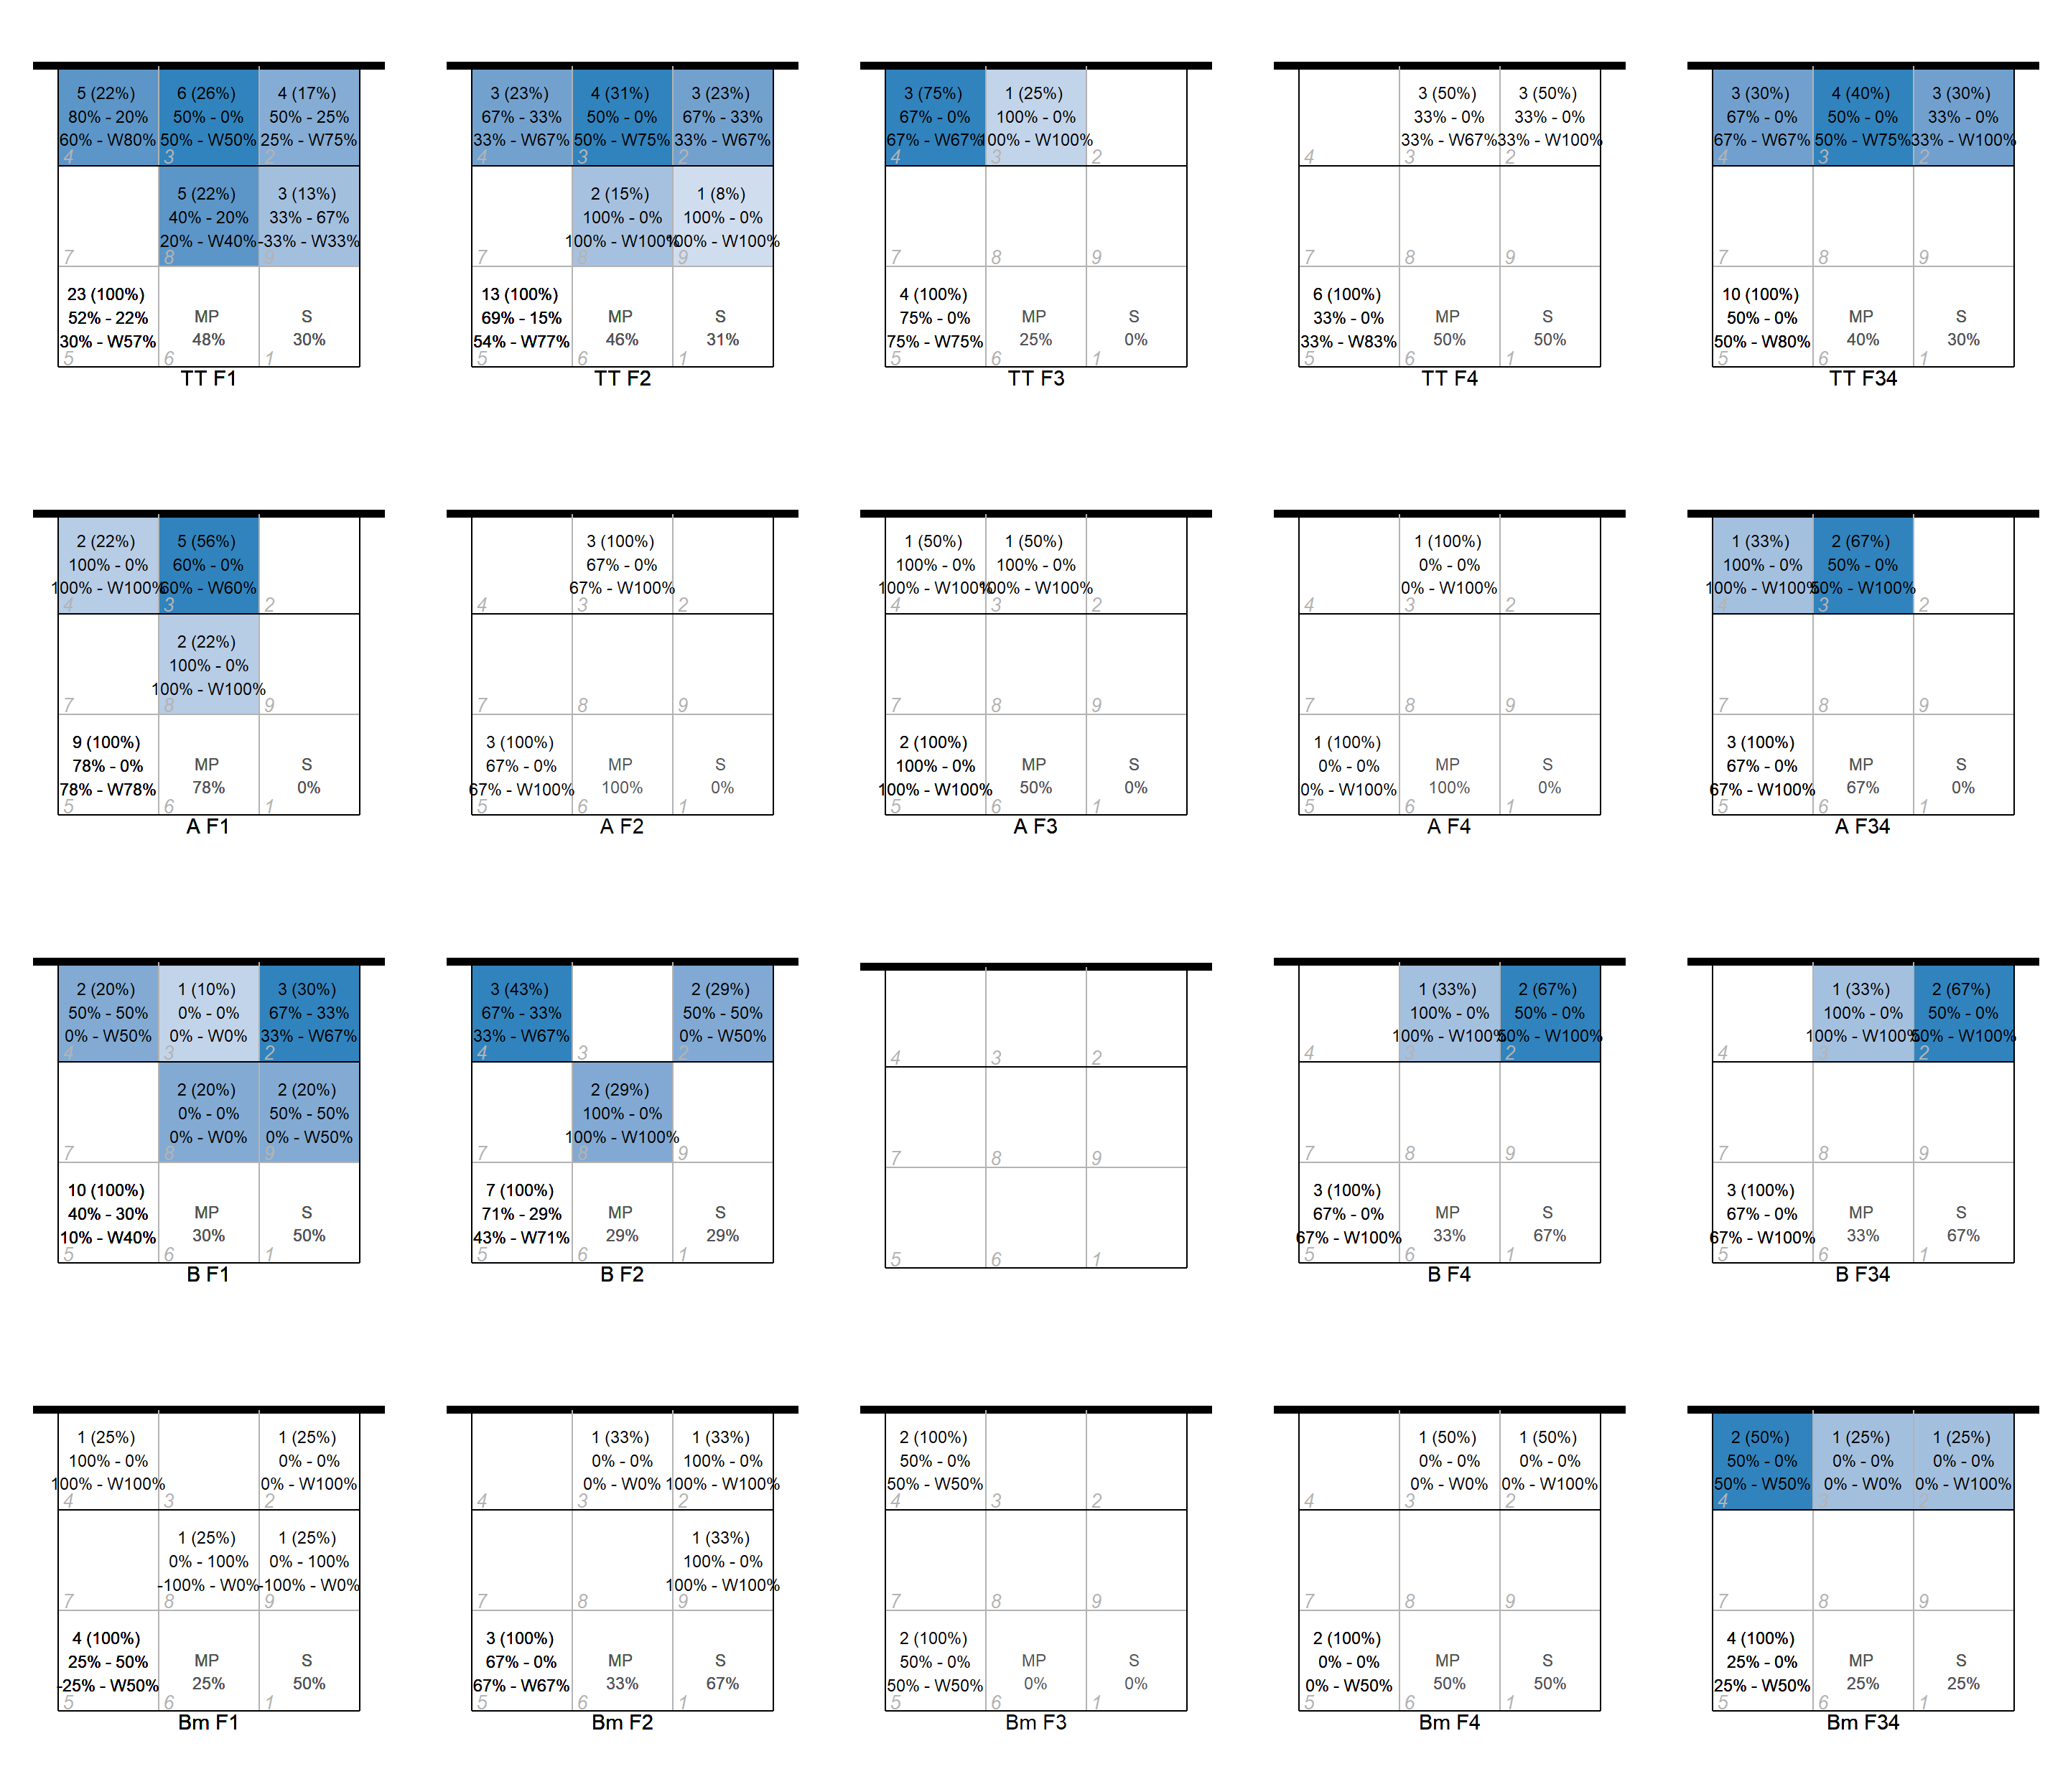 5 (22%) 6 (26%) 4 (17%)
80% - 20% 50% - 0% 50% - 25%
60% - W80% 50% - W50% 25% - W75%
4 3 2
5 (22%) 3 (13%)
40% - 20% 33% - 67%
20% - W40% -33% - W33%
7 8 9
23 (100%)
52% - 22% MP S
30% - W57% 48% 30%
5 6 1
TT F1
3 (23%) 4 (31%) 3 (23%)
67% - 33% 50% - 0% 67% - 33%
33% - W67% 50% - W75% 33% - W67%
4 3 2
2 (15%) 1 (8%)
100% - 0% 100% - 0%
100% - W100% 100% - W100%
7 8 9
13 (100%)
69% - 15% MP S
54% - W77% 46% 31%
5 6 1
TT F2
3 (75%) 1 (25%)
67% - 0% 100% - 0%
67% - W67% 100% - W100%
4 3 2
7 8 9
4 (100%)
75% - 0% MP S
75% - W75% 25% 0%
5 6 1
TT F3
3 (50%) 3 (50%)
33% - 0% 33% - 0%
33% - W67% 33% - W100%
4 3 2
7 8 9
6 (100%)
33% - 0% MP S
33% - W83% 50% 50%
5 6 1
TT F4
3 (30%) 4 (40%) 3 (30%)
67% - 0% 50% - 0% 33% - 0%
67% - W67% 50% - W75% 33% - W100%
4 3 2
7 8 9
10 (100%)
50% - 0% MP S
50% - W80% 40% 30%
5 6 1
TT F34
2 (22%) 5 (56%)
100% - 0% 60% - 0%
100% - W100% 60% - W60%
4 3 2
2 (22%)
100% - 0%
100% - W100%
7 8 9
9 (100%)
78% - 0% MP S
78% - W78% 78% 0%
5 6 1
A F1
3 (100%)
67% - 0%
67% - W100%
4 3 2
7 8 9
3 (100%)
67% - 0% MP S
67% - W100% 100% 0%
5 6 1
A F2
1 (50%) 1 (50%)
100% - 0% 100% - 0%
100% - W100% 100% - W100%
4 3 2
7 8 9
2 (100%)
100% - 0% MP S
100% - W100% 50% 0%
5 6 1
A F3
1 (100%)
0% - 0%
0% - W100%
4 3 2
7 8 9
1 (100%)
0% - 0% MP S
0% - W100% 100% 0%
5 6 1
A F4
1 (33%) 2 (67%)
100% - 0% 50% - 0%
100% - W100% 50% - W100%
4 3 2
7 8 9
3 (100%)
67% - 0% MP S
67% - W100% 67% 0%
5 6 1
A F34
2 (20%) 1 (10%) 3 (30%)
50% - 50% 0% - 0% 67% - 33%
0% - W50% 0% - W0% 33% - W67%
4 3 2
2 (20%) 2 (20%)
0% - 0% 50% - 50%
0% - W0% 0% - W50%
7 8 9
10 (100%)
40% - 30% MP S
10% - W40% 30% 50%
5 6 1
B F1
3 (43%) 2 (29%)
67% - 33% 50% - 50%
33% - W67% 0% - W50%
4 3 2
2 (29%)
100% - 0%
100% - W100%
7 8 9
7 (100%)
71% - 29% MP S
43% - W71% 29% 29%
5 6 1
B F2
4 3 2
7 8 9
5 6 1
1 (33%) 2 (67%)
100% - 0% 50% - 0%
100% - W100% 50% - W100%
4 3 2
7 8 9
3 (100%)
67% - 0% MP S
67% - W100% 33% 67%
5 6 1
B F4
1 (33%) 2 (67%)
100% - 0% 50% - 0%
100% - W100% 50% - W100%
4 3 2
7 8 9
3 (100%)
67% - 0% MP S
67% - W100% 33% 67%
5 6 1
B F34
1 (25%) 1 (25%)
100% - 0% 0% - 0%
100% - W100% 0% - W100%
4 3 2
1 (25%) 1 (25%)
0% - 100% 0% - 100%
-100% - W0% -100% - W0%
7 8 9
4 (100%)
25% - 50% MP S
-25% - W50% 25% 50%
5 6 1
Bm F1
1 (33%) 1 (33%)
0% - 0% 100% - 0%
0% - W0% 100% - W100%
4 3 2
1 (33%)
100% - 0%
100% - W100%
7 8 9
3 (100%)
67% - 0% MP S
67% - W67% 33% 67%
5 6 1
Bm F2
2 (100%)
50% - 0%
50% - W50%
4 3 2
7 8 9
2 (100%)
50% - 0% MP S
50% - W50% 0% 0%
5 6 1
Bm F3
1 (50%) 1 (50%)
0% - 0% 0% - 0%
0% - W0% 0% - W100%
4 3 2
7 8 9
2 (100%)
0% - 0% MP S
0% - W50% 50% 50%
5 6 1
Bm F4
2 (50%) 1 (25%) 1 (25%)
50% - 0% 0% - 0% 0% - 0%
50% - W50% 0% - W0% 0% - W100%
4 3 2
7 8 9
4 (100%)
25% - 0% MP S
25% - W50% 25% 25%
5 6 1
Bm F34